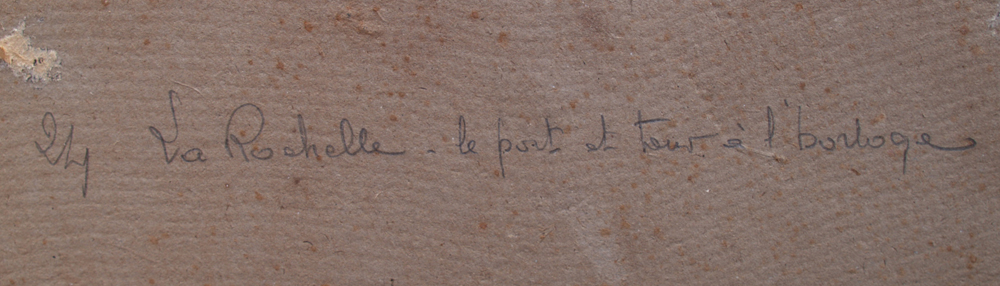 24 La Rochelle - le port et tour à l'horloge